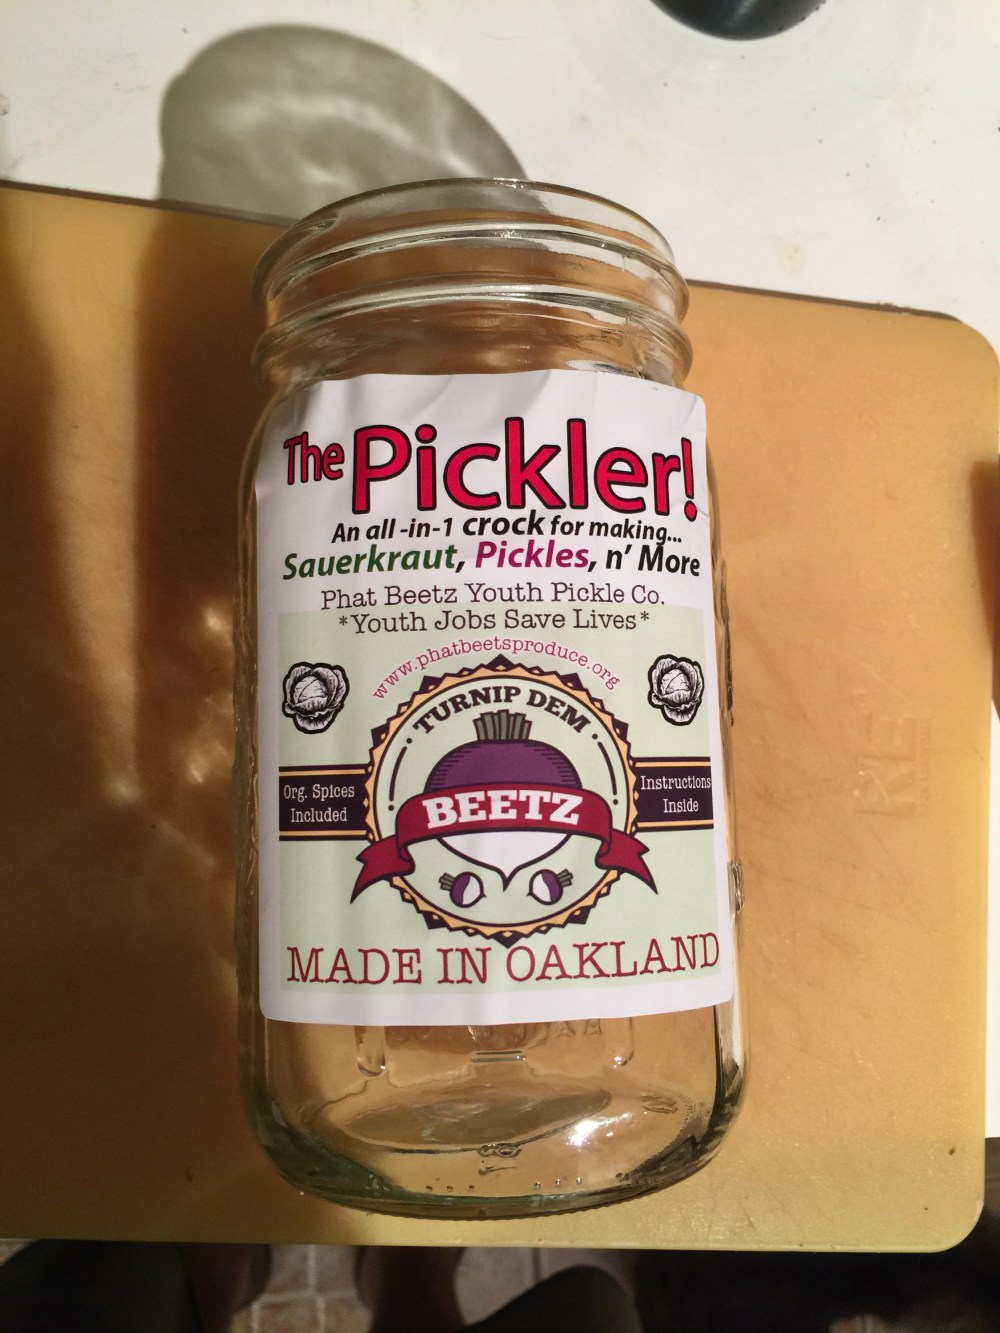 The Pickler!
An all -in-1 crock for making...
Sauerkraut, Pickles, n' More
Phat Beetz Youth Pickle Co.
*Youth Jobs Save Lives*
www.phatbeetsproduce.org
TURNIP DEM
BEETZ
Org. Spices
Included
Instructions
Inside
MADE IN OAKLAND